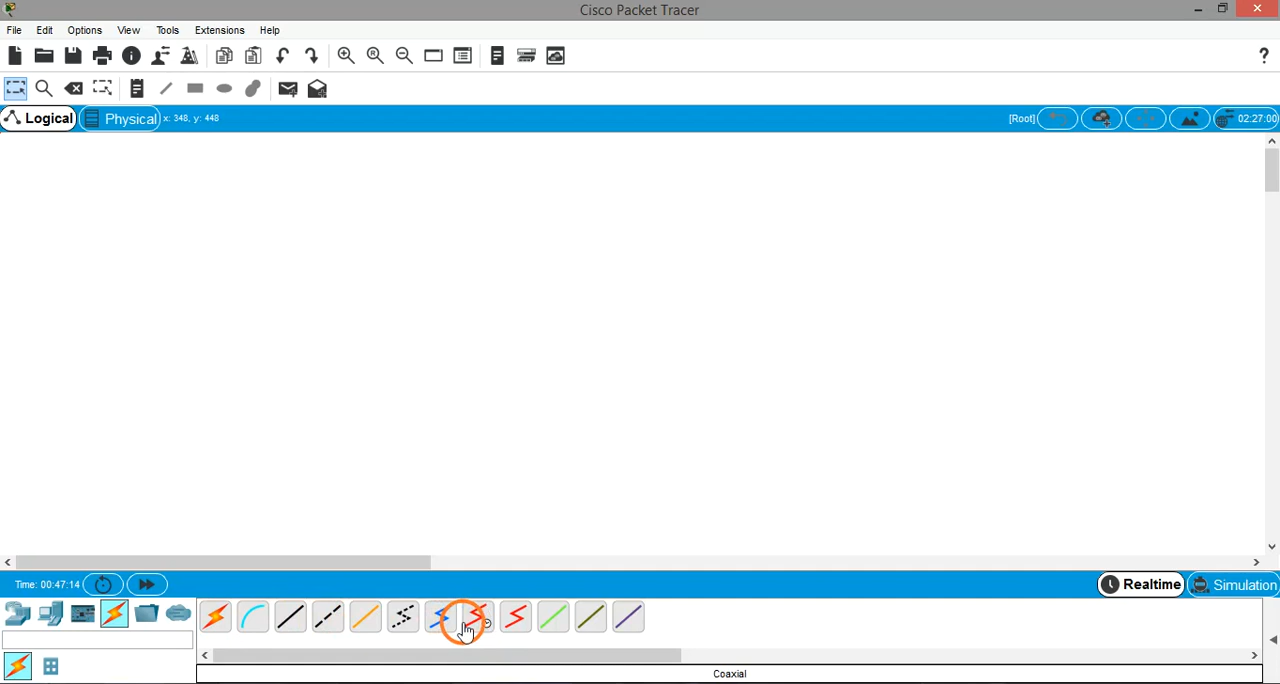 Cisco Packet Tracer
File Edit Options View Tools Extensions Help
?
Logical Physical x: 348, y: 448 [Root] 02:27:00
Time: 00:47:14 Realtime Simulation
Coaxial